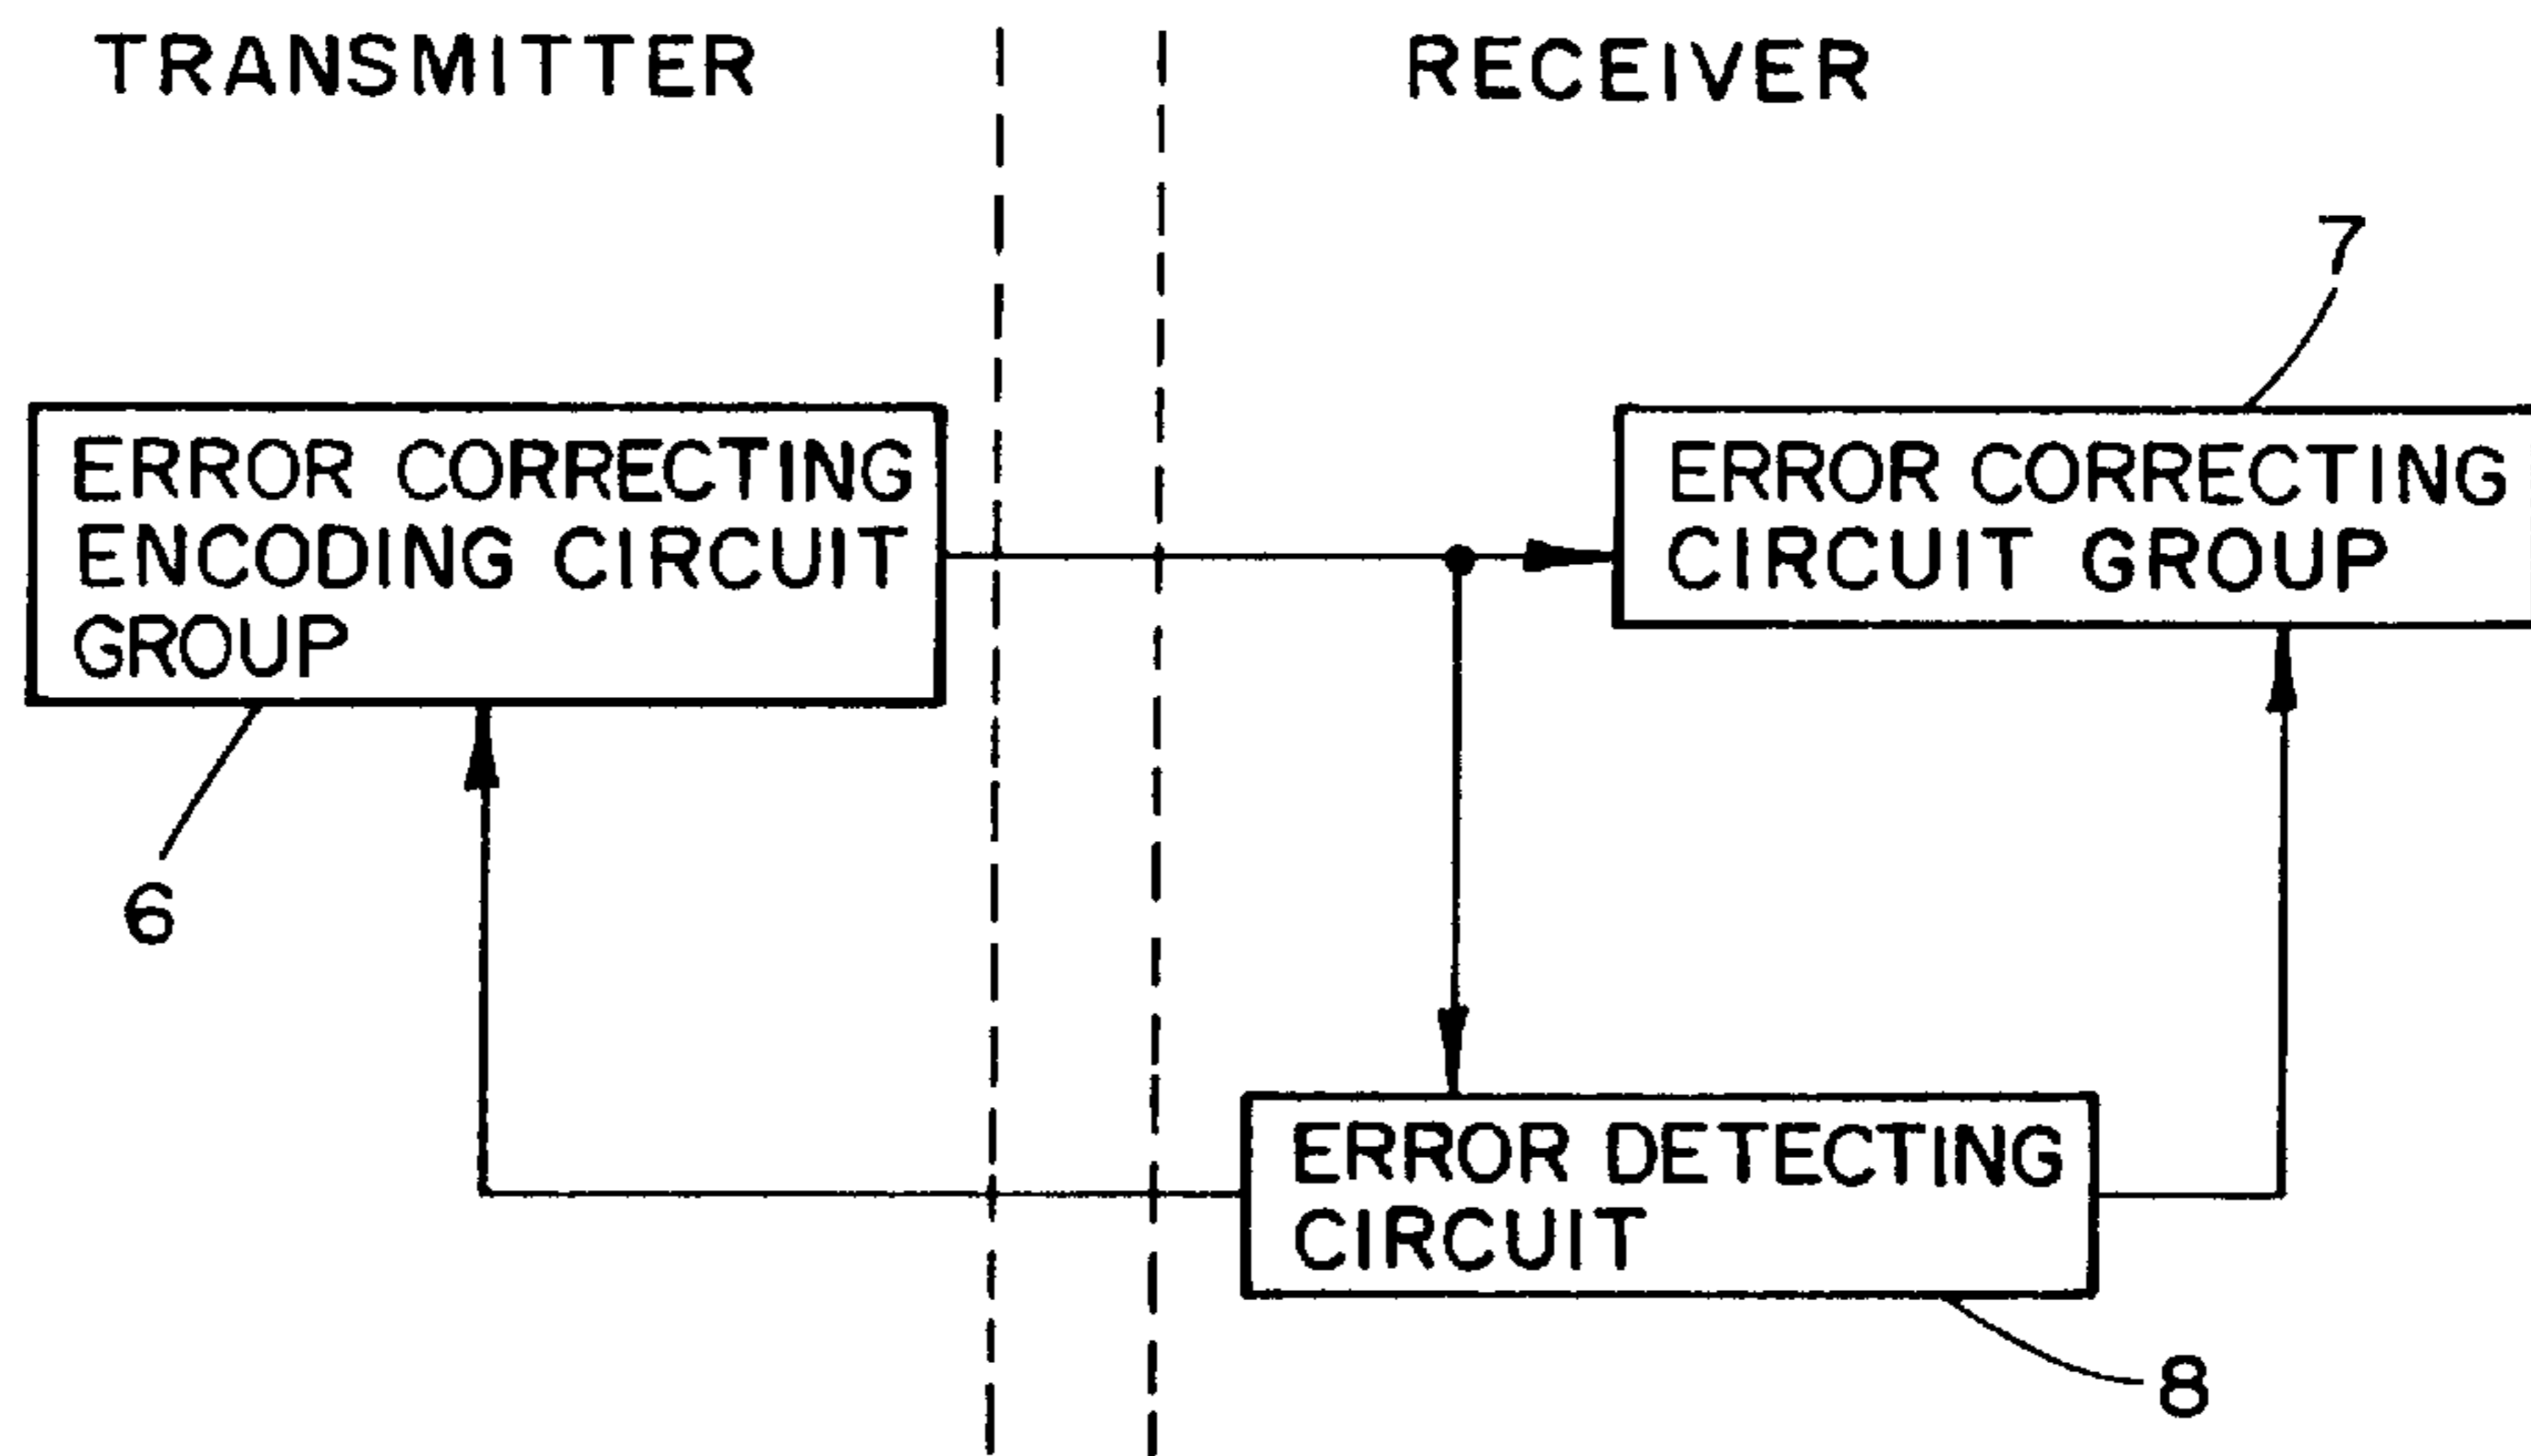 TRANSMITTER
RECEIVER
7
ERROR CORRECTING
ENCODING CIRCUIT
GROUP
ERROR CORRECTING
CIRCUIT GROUP
6
ERROR DETECTING
CIRCUIT
8